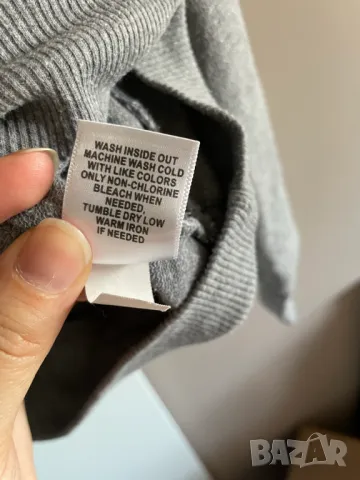 WASH INSIDE OUT
MACHINE WASH COLD
WITH LIKE COLORS
ONLY NON-CHLORINE
BLEACH WHEN
NEEDED,
TUMBLE DRY LOW
WARM IRON
IF NEEDED
BAZAR